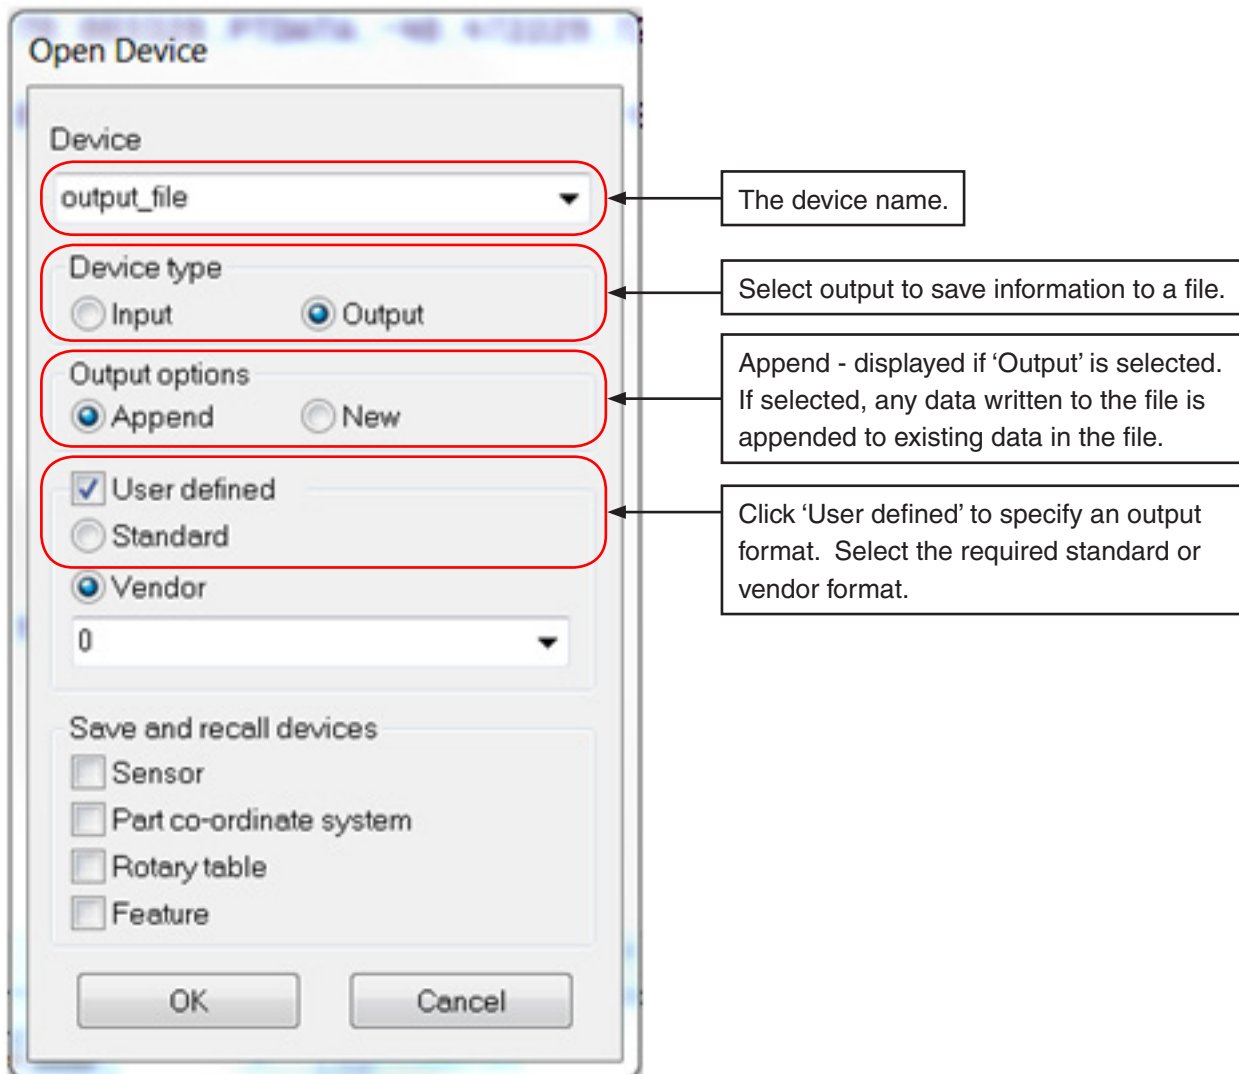 Open Device
Device
output_file
The device name.
Device type
Input Output
Select output to save information to a file.
Output options
Append New
Append - displayed if ‘Output’ is selected.
If selected, any data written to the file is
appended to existing data in the file.
User defined
Standard
Click ‘User defined’ to specify an output
format. Select the required standard or
vendor format.
Vendor
0
Save and recall devices
Sensor
Part co-ordinate system
Rotary table
Feature
OK Cancel